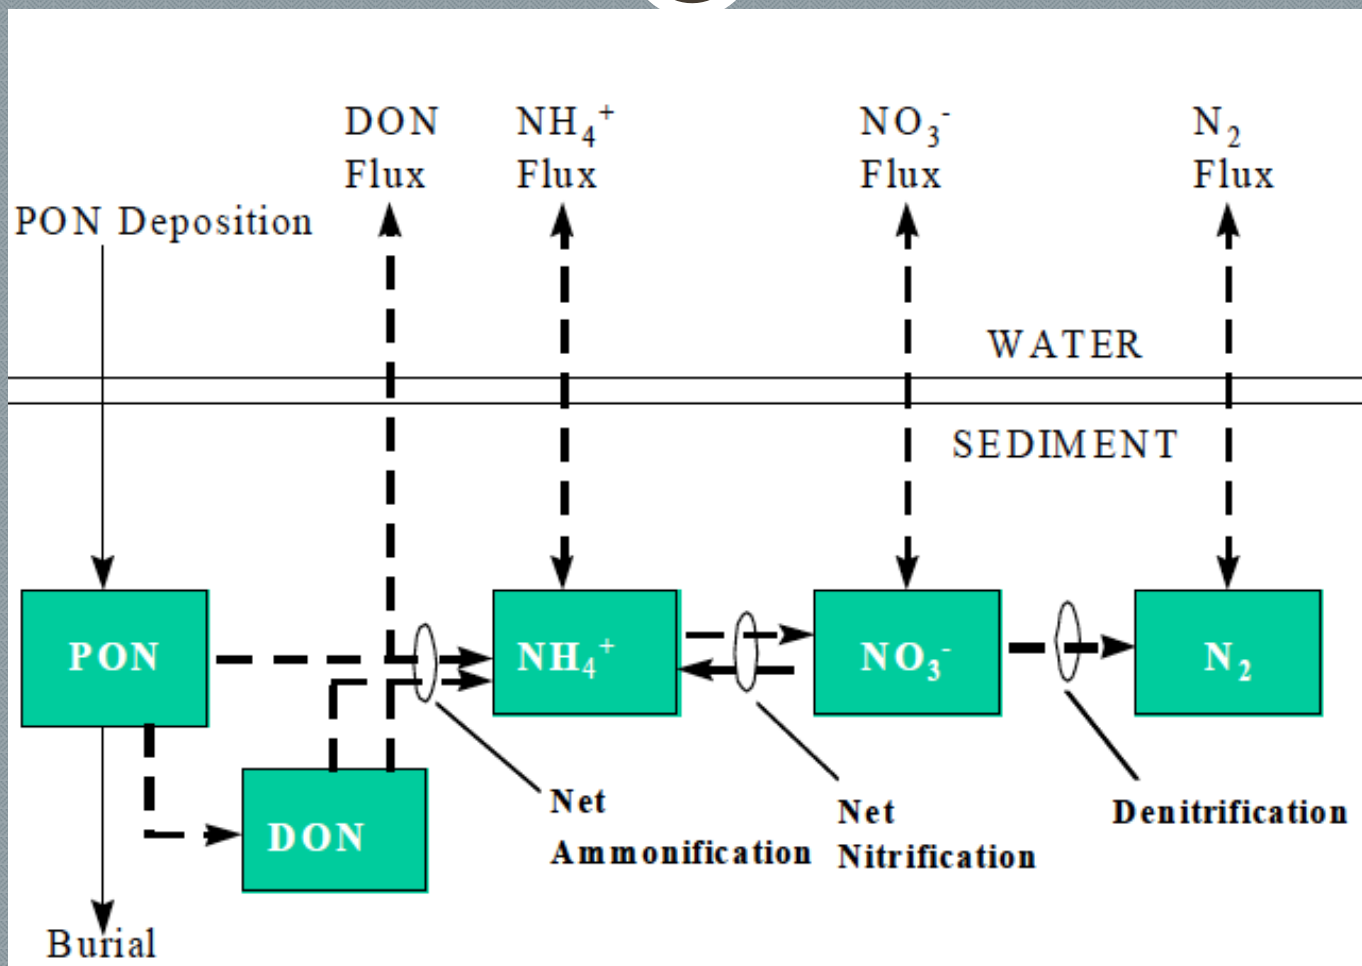 DON
Flux
NH₄⁺
Flux
NO₃⁻
Flux
N₂
Flux
PON Deposition
WATER
SEDIMENT
PON
NH₄⁺
NO₃⁻
N₂
DON
Net
Ammonification
Net
Nitrification
Denitrification
Burial